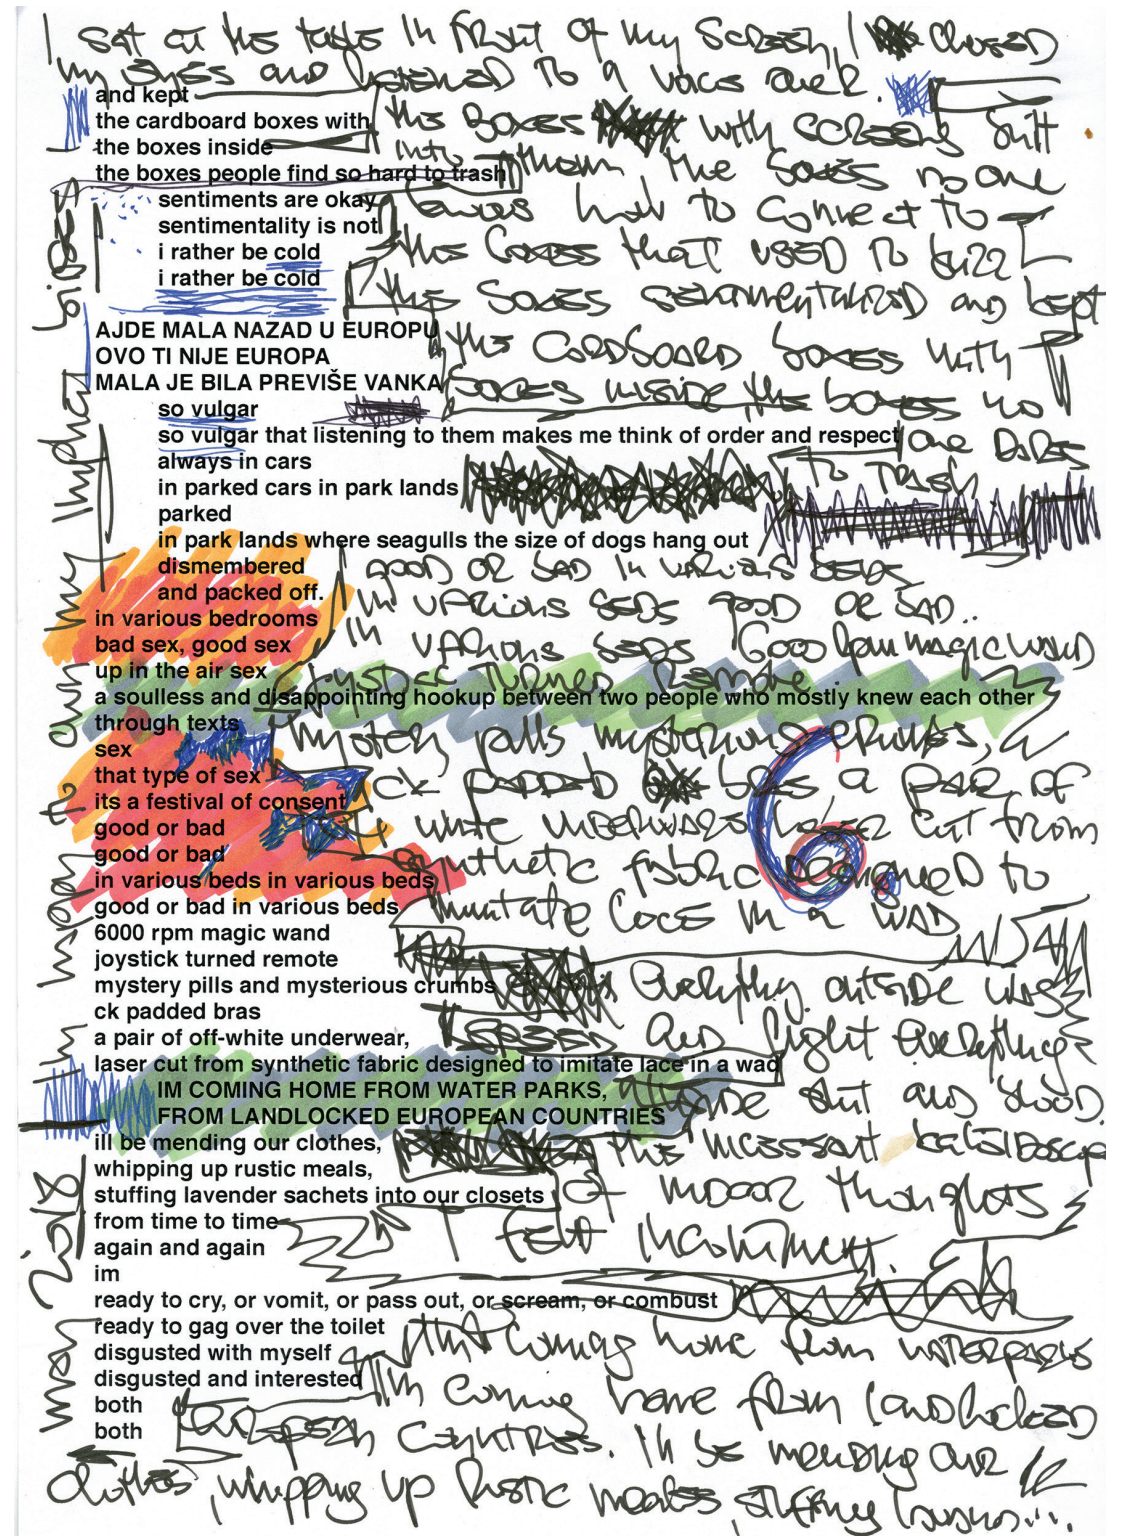 I sat at the table in front of my screen, I closed
my eyes and listened to a voice over.
and kept
the cardboard boxes with
the boxes inside
the boxes people find so hard to trash
sentiments are okay
sentimentality is not
i rather be cold
i rather be cold
AJDE MALA NAZAD U EUROPU
OVO TI NIJE EUROPA
MALA JE BILA PREVIŠE VANKA
so vulgar
so vulgar that listening to them makes me think of order and respect
always in cars
in parked cars in park lands
parked
in park lands where seagulls the size of dogs hang out
dismembered
and packed off.
in various bedrooms
bad sex, good sex
up in the air sex
a soulless and disappointing hookup between two people who mostly knew each other
through texts
sex
that type of sex
its a festival of consent
good or bad
good or bad
in various beds in various beds
good or bad in various beds
6000 rpm magic wand
joystick turned remote
mystery pills and mysterious crumbs
ck padded bras
a pair of off-white underwear,
laser cut from synthetic fabric designed to imitate lace in a wad
IM COMING HOME FROM WATER PARKS,
FROM LANDLOCKED EUROPEAN COUNTRIES
ill be mending our clothes,
whipping up rustic meals,
stuffing lavender sachets into our closets
from time to time
again and again
im
ready to cry, or vomit, or pass out, or scream, or combust
ready to gag over the toilet
disgusted with myself
disgusted and interested
both
both
the boxes with screens built
into them, the boxes no one
knows how to connect to
the boxes that used to buzz
the boxes sentimentalized and kept
the cardboard boxes with
boxes inside, the boxes no
one dares
to trash
good or bad in various beds
in various beds good or bad..
in various beds 6000 rpm magic wand
joystick turned remote
mystery pills mysterious crumbs,
ck padded bras a pair of
white underwear laser cut from
synthetic fabric designed to
imitate lace in a wad
6.
everything outside was
and light everything
inside shit and blood.
the incessant kaleidoscope
of indoor thoughts
I felt incontinent.
I'm coming home from waterparks
I'm coming home from landlocked
European countries. I'll be mending our
clothes, whipping up rustic meals, stuffing